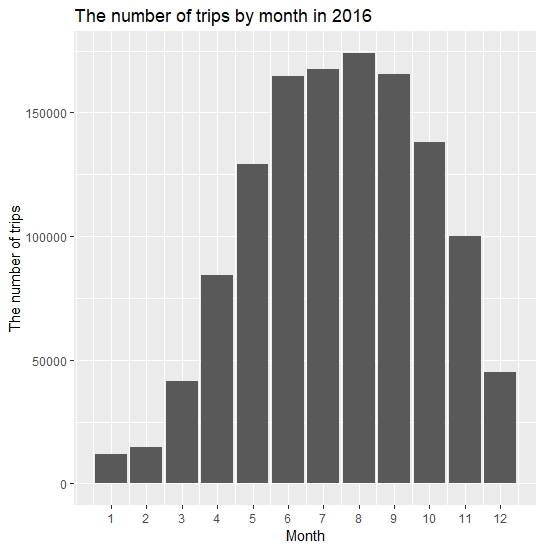 The number of trips by month in 2016
150000
100000
50000
0
The number of trips
1 2 3 4 5 6 7 8 9 10 11 12
Month